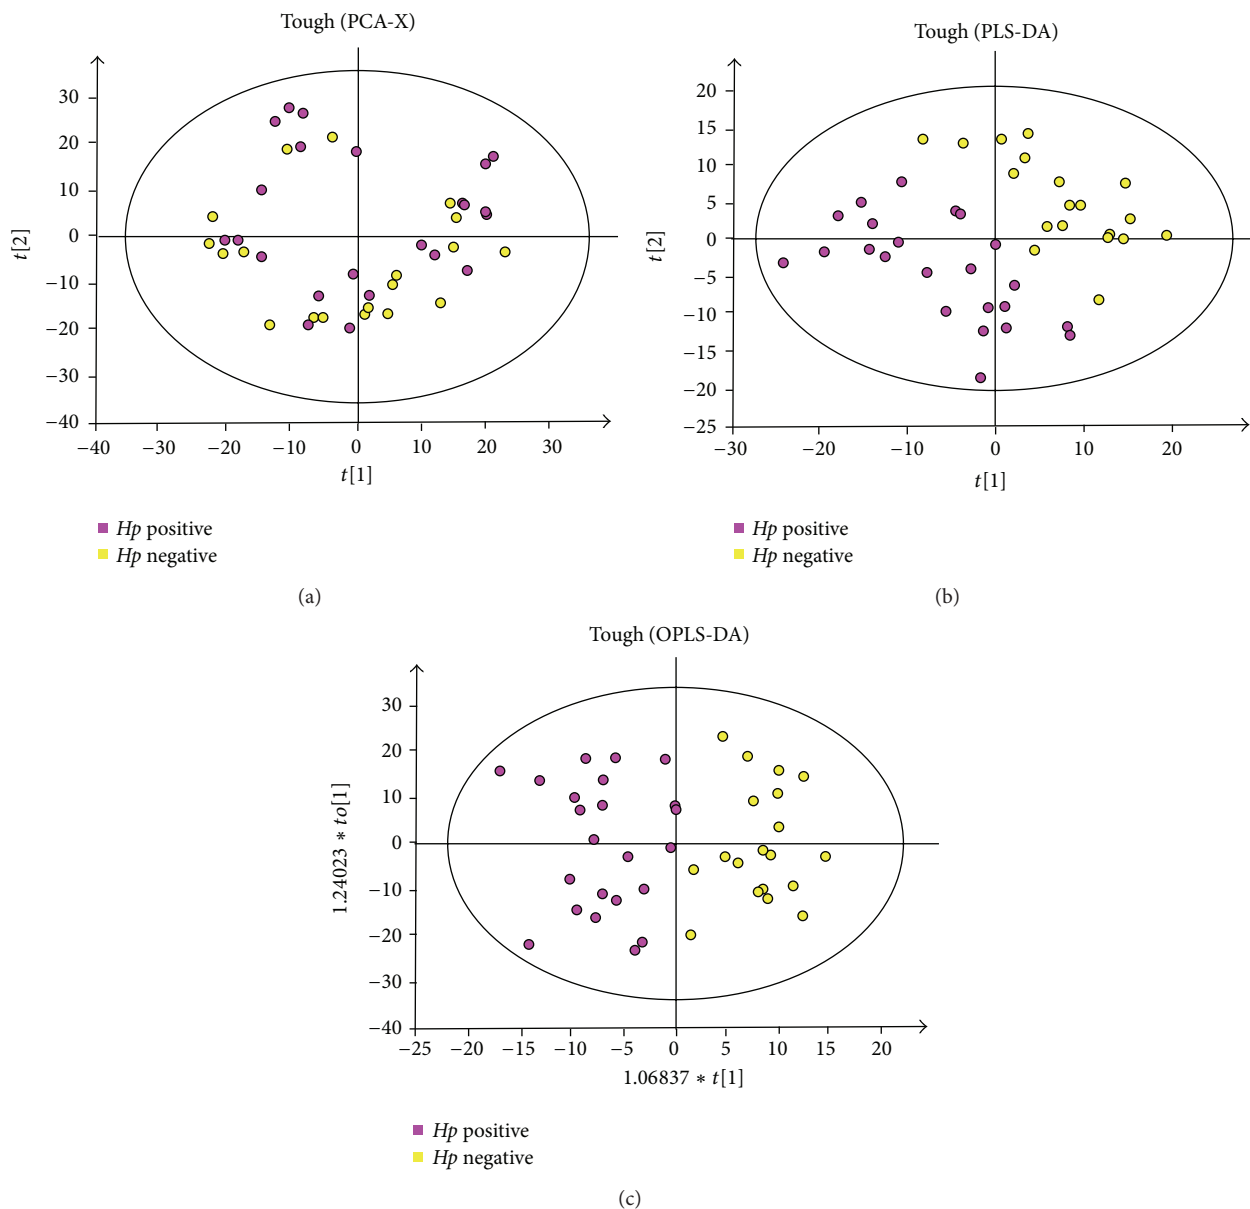 Tough (PCA-X)
30
20
10
0
−10
−20
−30
−40
t[2]
−40 −20 −10 0 10 20 30
t[1]
Hp positive
Hp negative
(a)
Tough (PLS-DA)
20
15
10
5
0
−5
−10
−15
−20
−25
t[2]
−30 −10 0 10 20
t[1]
Hp positive
Hp negative
(b)
Tough (OPLS-DA)
30
20
10
0
−10
−20
−30
−40
1.24023 ∗ to[1]
−25 −20 −15 −10 −5 0 5 10 15 20
1.06837 ∗ t[1]
Hp positive
Hp negative
(c)